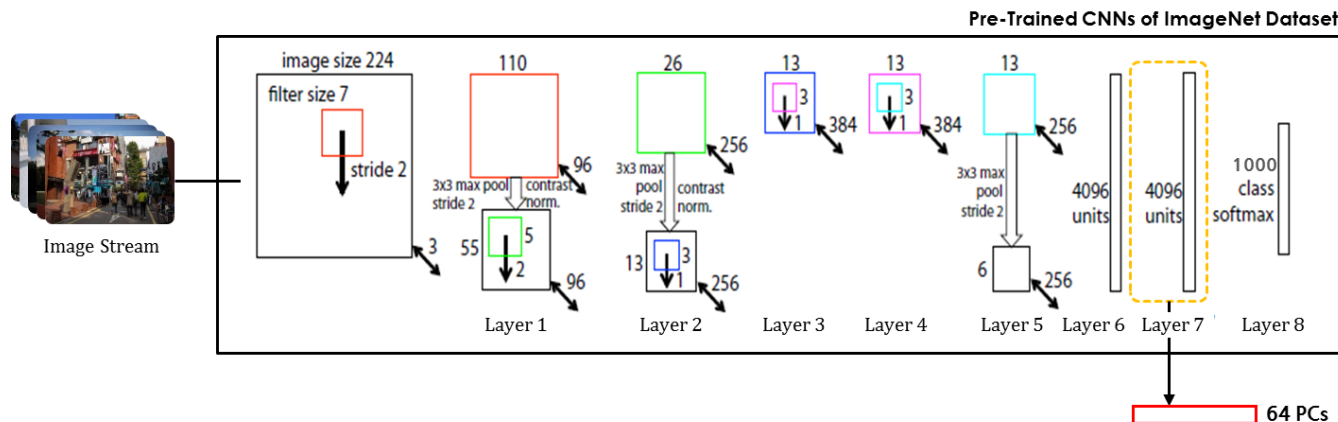 Pre-Trained CNNs of ImageNet Dataset
Image Stream
image size 224
filter size 7
stride 2
3
110
96
3x3 max pool
stride 2
contrast
norm.
55
5
2
96
Layer 1
26
256
3x3 max
pool
stride 2
contrast
norm.
13
3
1
256
Layer 2
13
3
1
384
Layer 3
13
3
1
384
Layer 4
13
256
3x3 max
pool
stride 2
6
256
Layer 5
4096
units
Layer 6
4096
units
Layer 7
1000
class
softmax
Layer 8
64 PCs